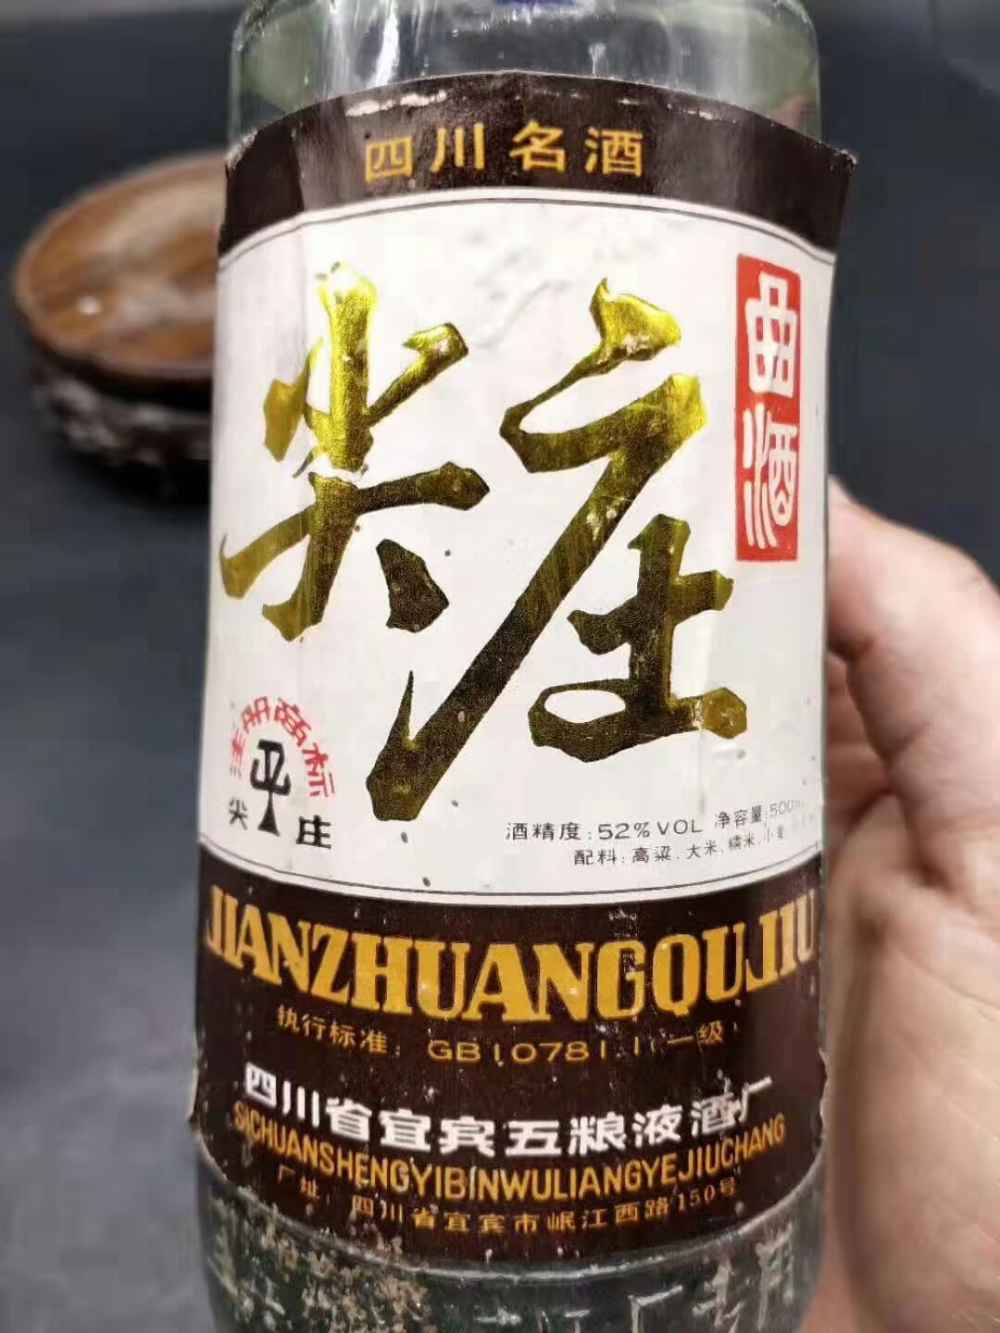 四川名酒
尖庄
曲酒
注册商标
尖庄
酒精度:52%VOL 净容量:500
配料:高粱、大米、糯米、小
JIANZHUANGQUJIU
执行标准:GB10781.1 一级
四川省宜宾五粮液酒厂
SICHUANSHENGYIBINWULIANGYEJIUCHANG
厂址:四川省宜宾市岷江西路150号